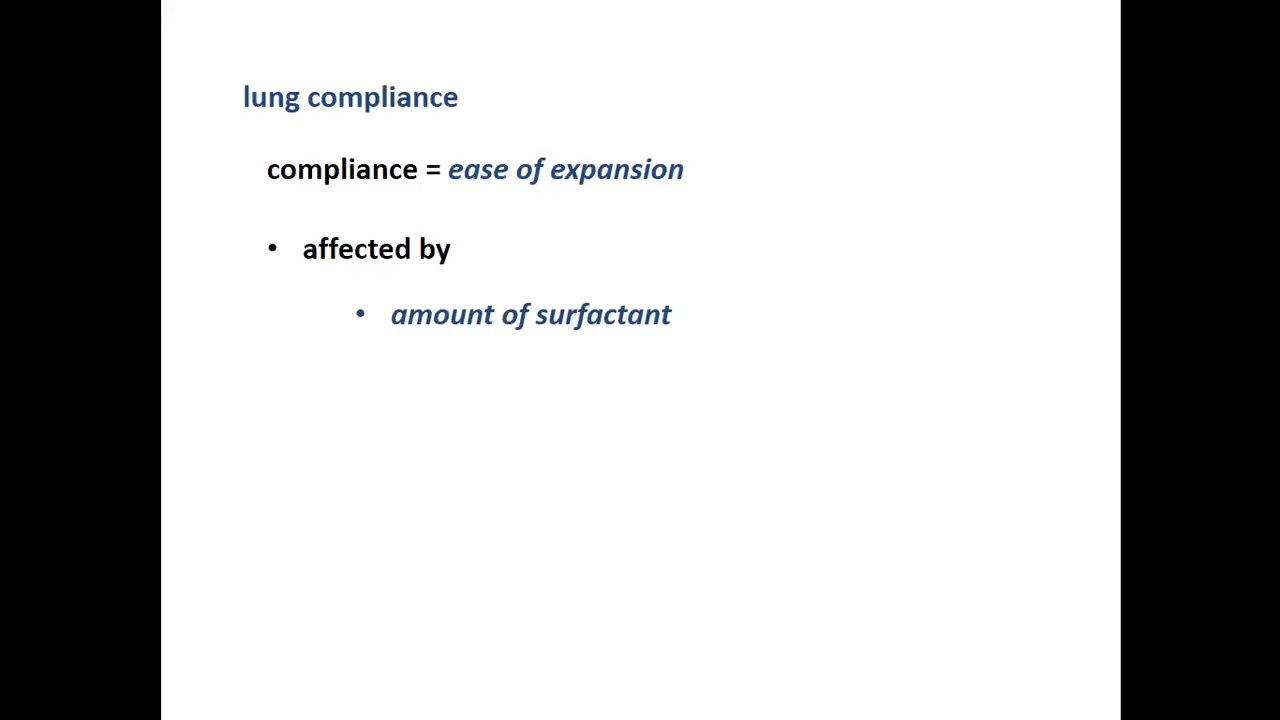 lung compliance
compliance = ease of expansion
• affected by
• amount of surfactant